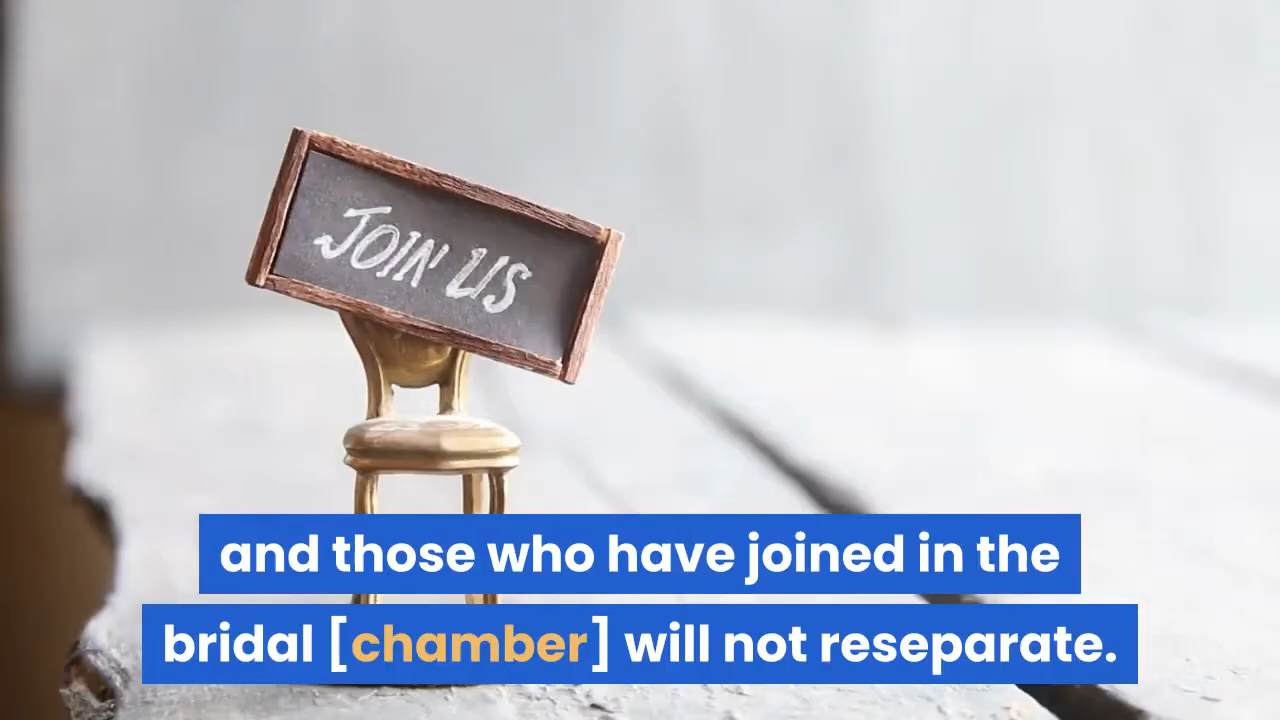 JOIN US
and those who have joined in the
bridal [chamber] will not reseparate.